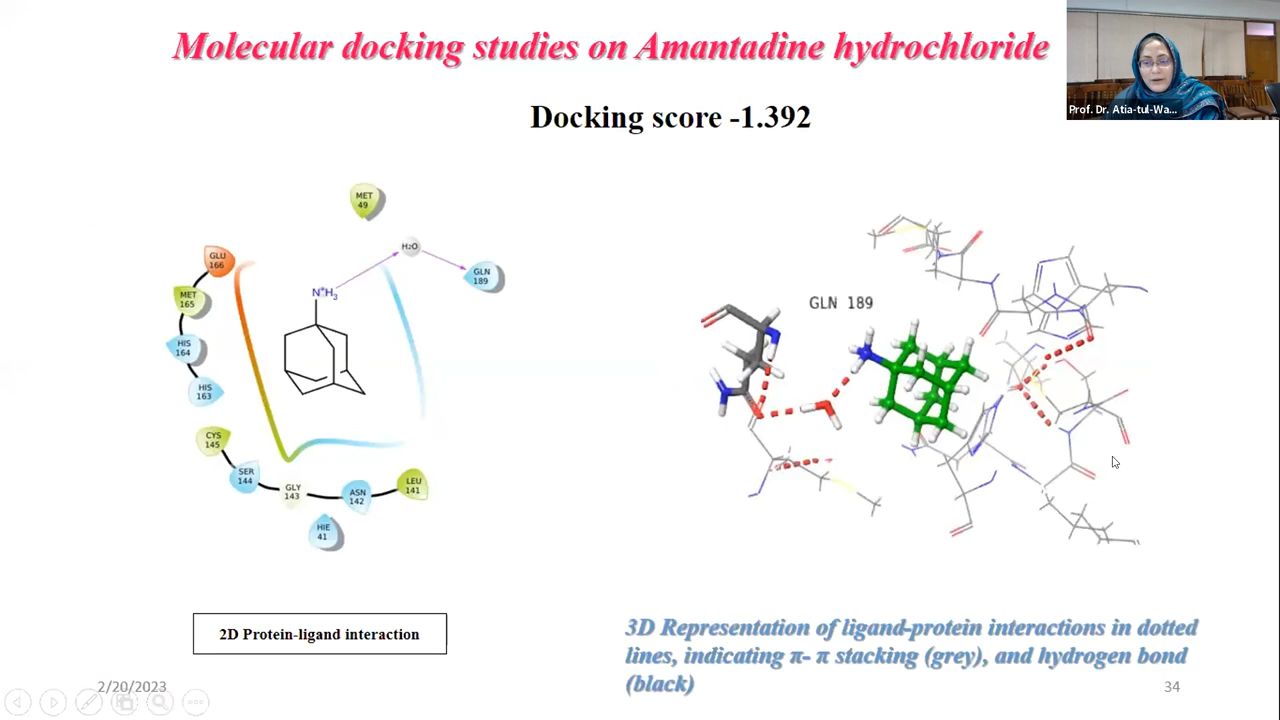 Molecular docking studies on Amantadine hydrochloride
Prof. Dr. Atia-tul-Wa...
Docking score -1.392
MET
49
H2O
GLU
166
GLN
189
MET
165
N+H3
HIS
164
HIS
163
CYS
145
SER
144
GLY
143
ASN
142
LEU
141
HIE
41
GLN 189
2D Protein-ligand interaction
3D Representation of ligand-protein interactions in dotted
lines, indicating π- π stacking (grey), and hydrogen bond
(black)
2/20/2023
34